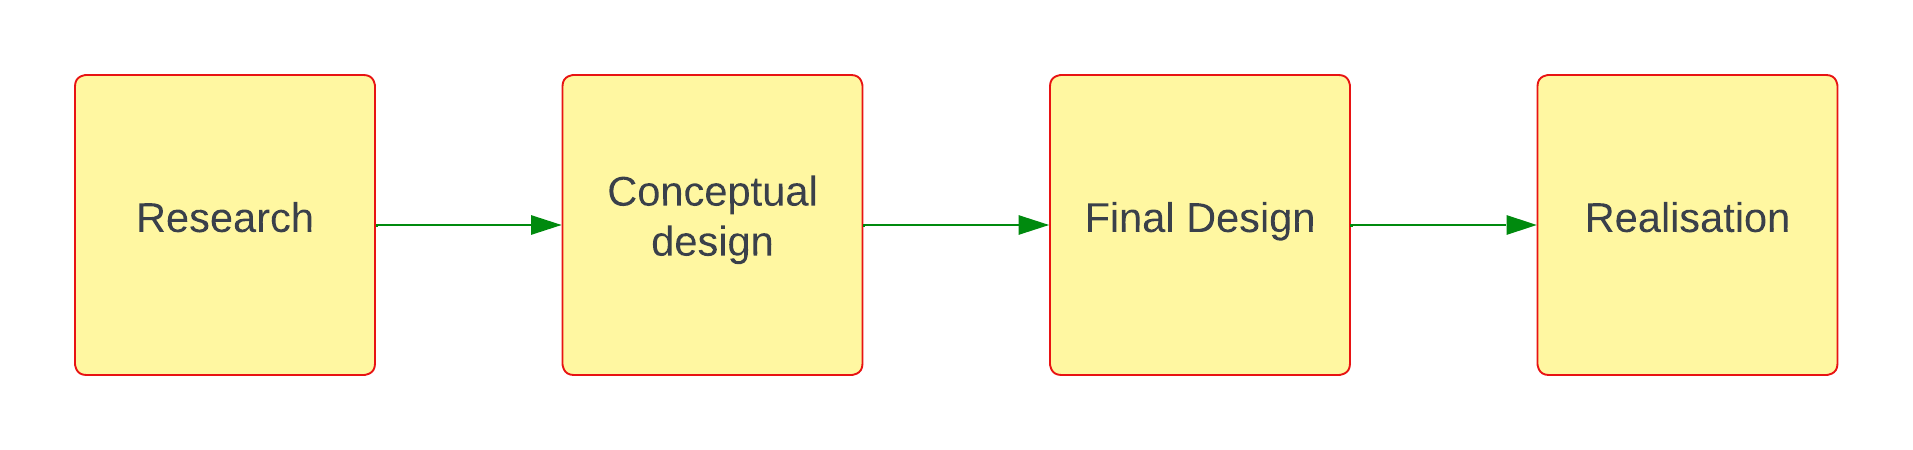 Research
Conceptual
design
Final Design
Realisation